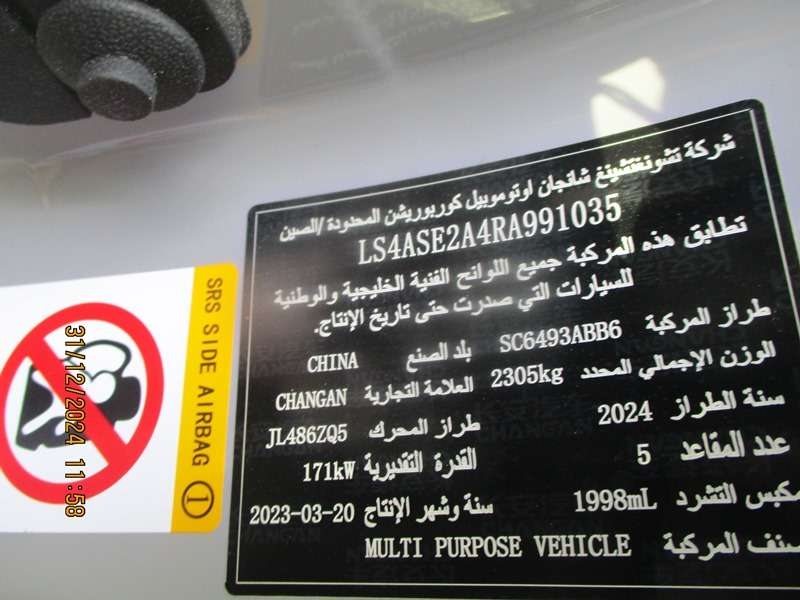 شركة تشونغتشينغ شانجان اوتوموبيل كوربوريشن المحدودة /الصين
LS4ASE2A4RA991035
تطابق هذه المركبة جميع اللوائح الفنية الخليجية والوطنية
للسيارات التي صدرت حتى تاريخ الإنتاج.
طراز المركبة SC6493ABB6 بلد الصنع CHINA
الوزن الإجمالي المحدد 2305kg العلامة التجارية CHANGAN
سنة الطراز 2024 طراز المحرك JL486ZQ5
عدد المقاعد 5 القدرة التقديرية 171kW
مكبس التشرد 1998mL سنة وشهر الإنتاج 2023-03-20
صنف المركبة MULTI PURPOSE VEHICLE
SRS SIDE AIRBAG 1
31/12/2024 11:58